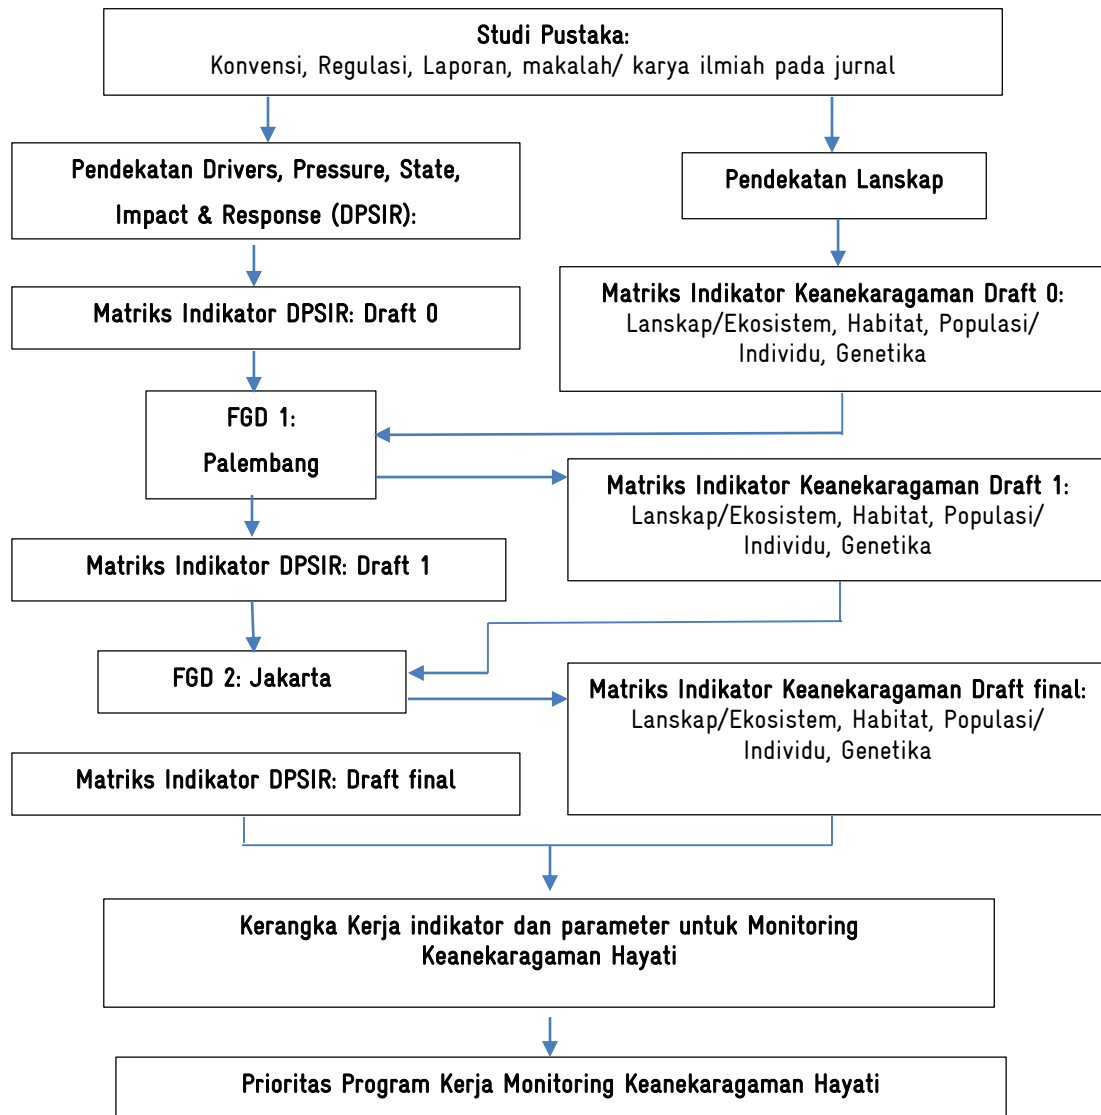 Studi Pustaka:
Konvensi, Regulasi, Laporan, makalah/ karya ilmiah pada jurnal
Pendekatan Drivers, Pressure, State,
Impact & Response (DPSIR):
Pendekatan Lanskap
Matriks Indikator DPSIR: Draft 0
Matriks Indikator Keanekaragaman Draft 0:
Lanskap/Ekosistem, Habitat, Populasi/
Individu, Genetika
FGD 1:
Palembang
Matriks Indikator Keanekaragaman Draft 1:
Lanskap/Ekosistem, Habitat, Populasi/
Individu, Genetika
Matriks Indikator DPSIR: Draft 1
FGD 2: Jakarta
Matriks Indikator Keanekaragaman Draft final:
Lanskap/Ekosistem, Habitat, Populasi/
Individu, Genetika
Matriks Indikator DPSIR: Draft final
Kerangka Kerja indikator dan parameter untuk Monitoring
Keanekaragaman Hayati
Prioritas Program Kerja Monitoring Keanekaragaman Hayati